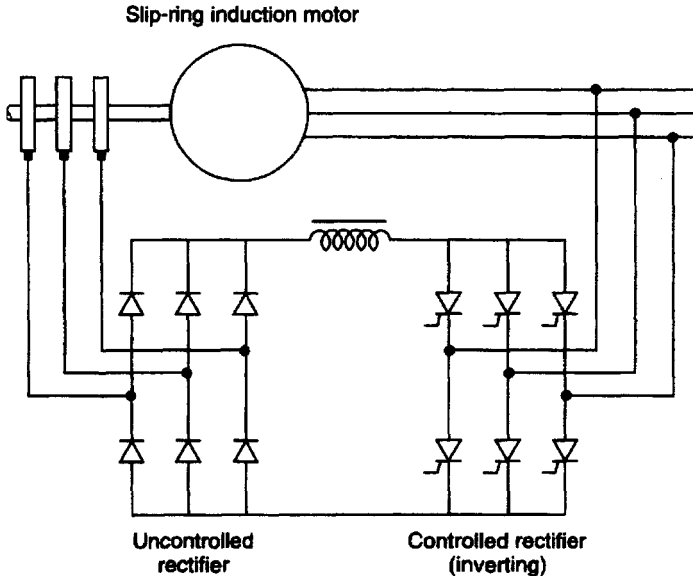 Slip-ring induction motor
Uncontrolled
rectifier
Controlled rectifier
(inverting)